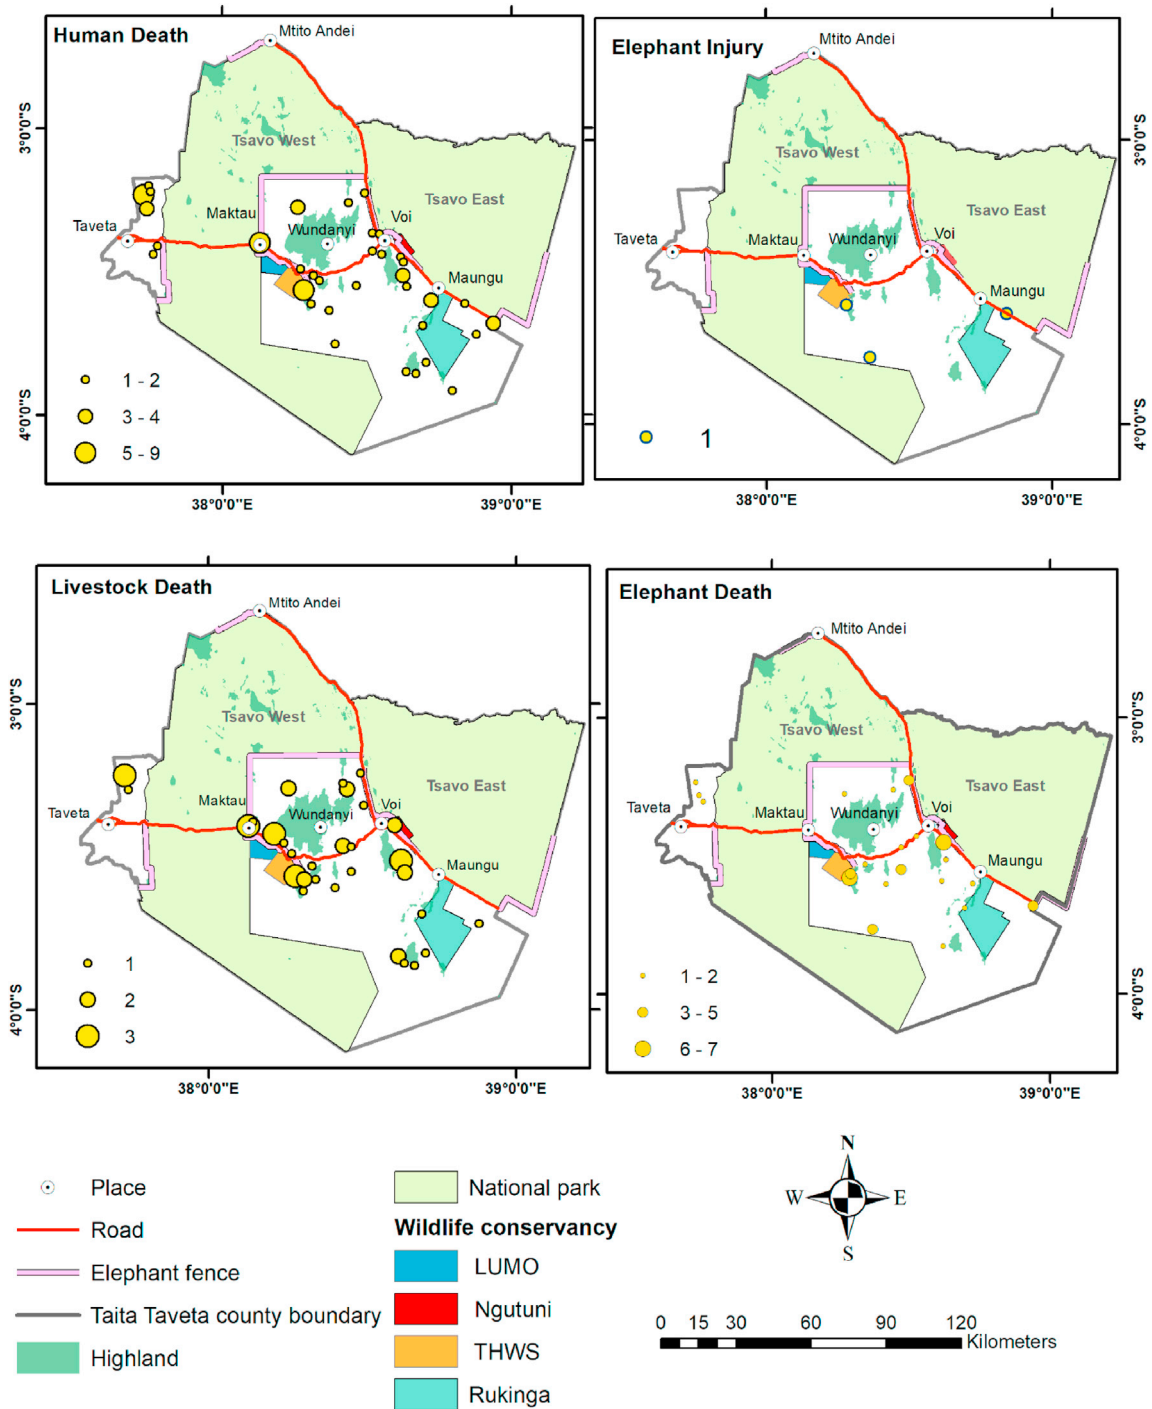 Human Death
Mtito Andei
Tsavo West
Tsavo East
Taveta
Maktau
Wundanyi
Voi
Maungu
1 - 2
3 - 4
5 - 9
3°0'0"S
4°0'0"S
38°0'0"E
39°0'0"E
Elephant Injury
Mtito Andei
Tsavo West
Tsavo East
Taveta
Maktau
Wundanyi
Voi
Maungu
1
3°0'0"S
4°0'0"S
38°0'0"E
39°0'0"E
Livestock Death
Mtito Andei
Tsavo West
Tsavo East
Taveta
Maktau
Wundanyi
Voi
Maungu
1
2
3
3°0'0"S
4°0'0"S
38°0'0"E
39°0'0"E
Elephant Death
Mtito Andei
Tsavo West
Tsavo East
Taveta
Maktau
Wundanyi
Voi
Maungu
1 - 2
3 - 5
6 - 7
3°0'0"S
4°0'0"S
38°0'0"E
39°0'0"E
Place
Road
Elephant fence
Taita Taveta county boundary
Highland
National park
Wildlife conservancy
LUMO
Ngutuni
THWS
Rukinga
N
W E
S
0 15 30 60 90 120
Kilometers